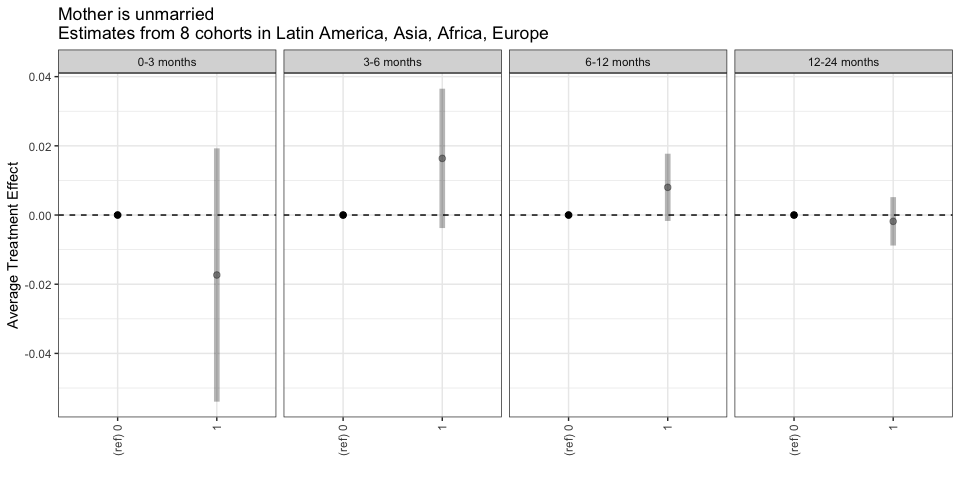 Mother is unmarried
Estimates from 8 cohorts in Latin America, Asia, Africa, Europe
0-3 months
3-6 months
6-12 months
12-24 months
Average Treatment Effect
0.04
0.02
0.00
-0.02
-0.04
(ref) 0
1
(ref) 0
1
(ref) 0
1
(ref) 0
1